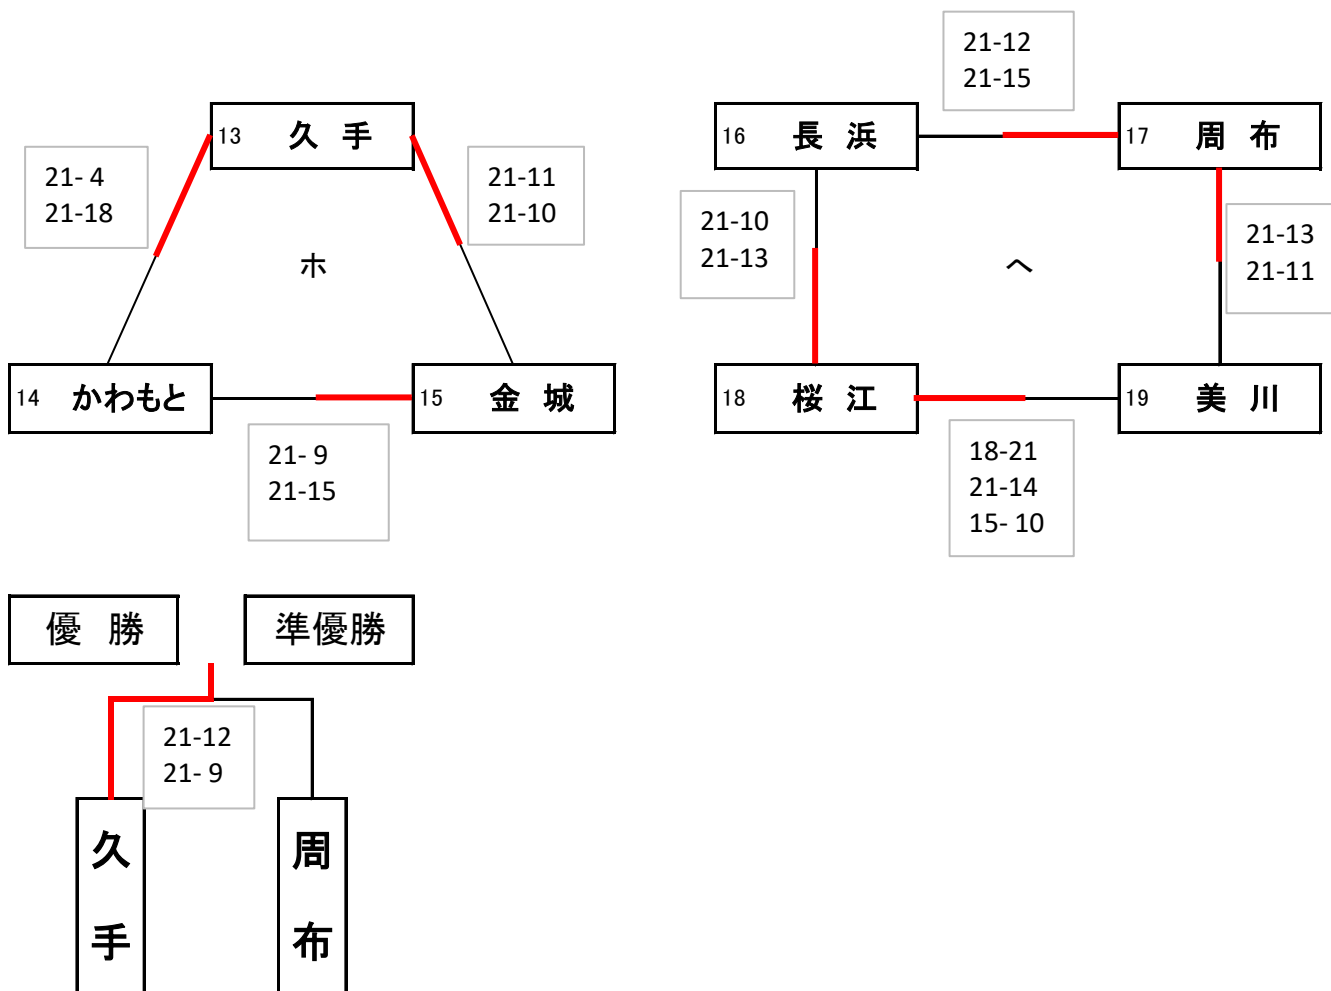 13 久 手
21- 4
21-18
21-11
21-10
ホ
14 かわもと
15 金 城
21- 9
21-15
21-12
21-15
16 長 浜
17 周 布
21-10
21-13
ヘ
21-13
21-11
18 桜 江
19 美 川
18-21
21-14
15- 10
優 勝
準優勝
21-12
21- 9
久手
周布